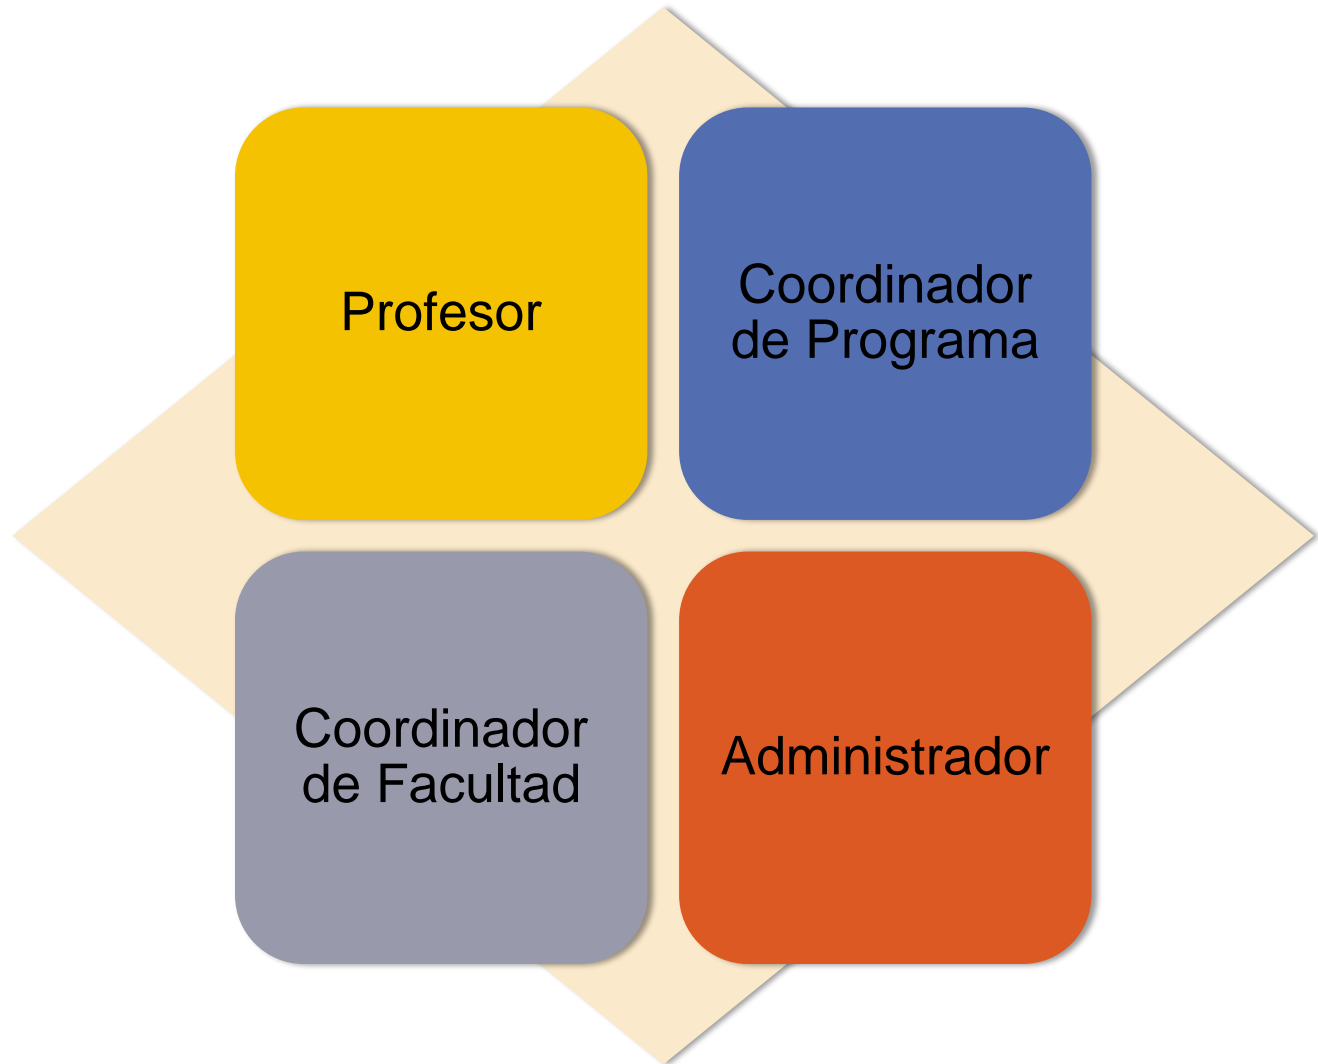 Profesor
Coordinador
de Programa
Coordinador
de Facultad
Administrador